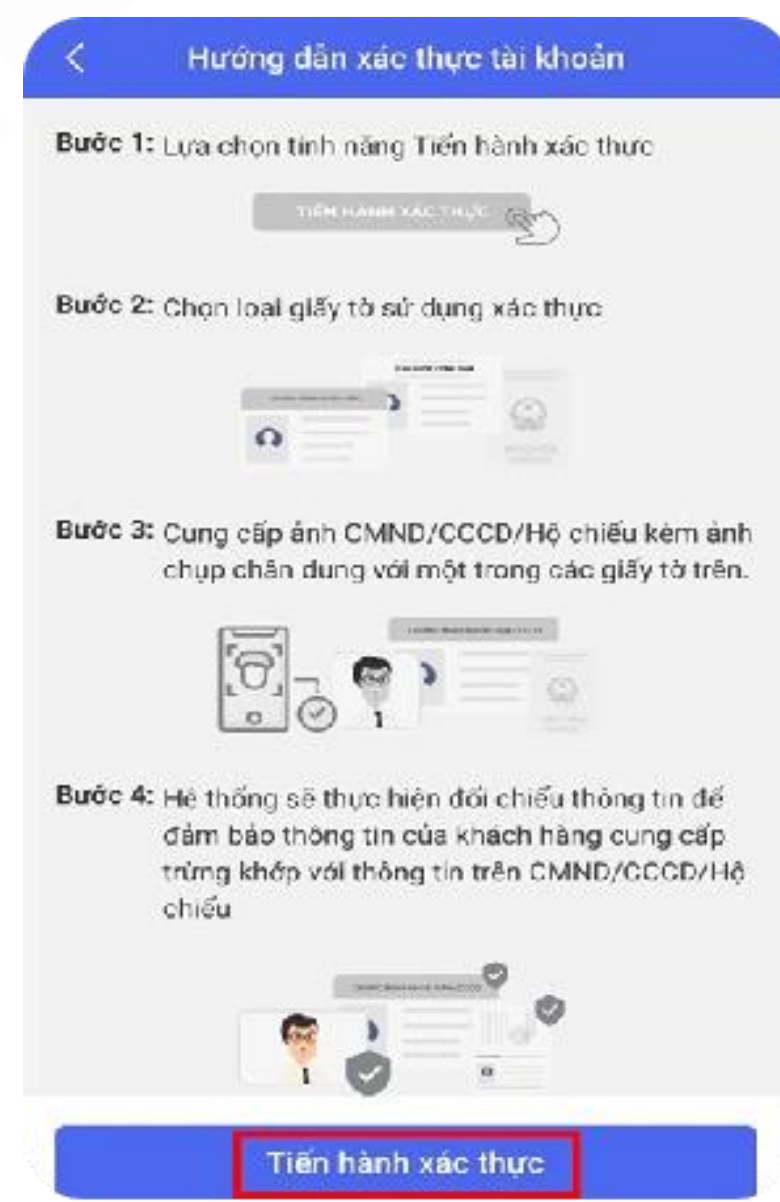 Hướng dẫn xác thực tài khoản
Bước 1: Lựa chọn tính năng Tiến hành xác thực
TIẾN HÀNH XÁC THỰC
Bước 2: Chọn loại giấy tờ sử dụng xác thực
Bước 3: Cung cấp ảnh CMND/CCCD/Hộ chiếu kèm ảnh
chụp chân dung với một trong các giấy tờ trên.
Bước 4: Hệ thống sẽ thực hiện đối chiếu thông tin để
đảm bảo thông tin của khách hàng cung cấp
trùng khớp với thông tin trên CMND/CCCD/Hộ
chiếu
Tiến hành xác thực